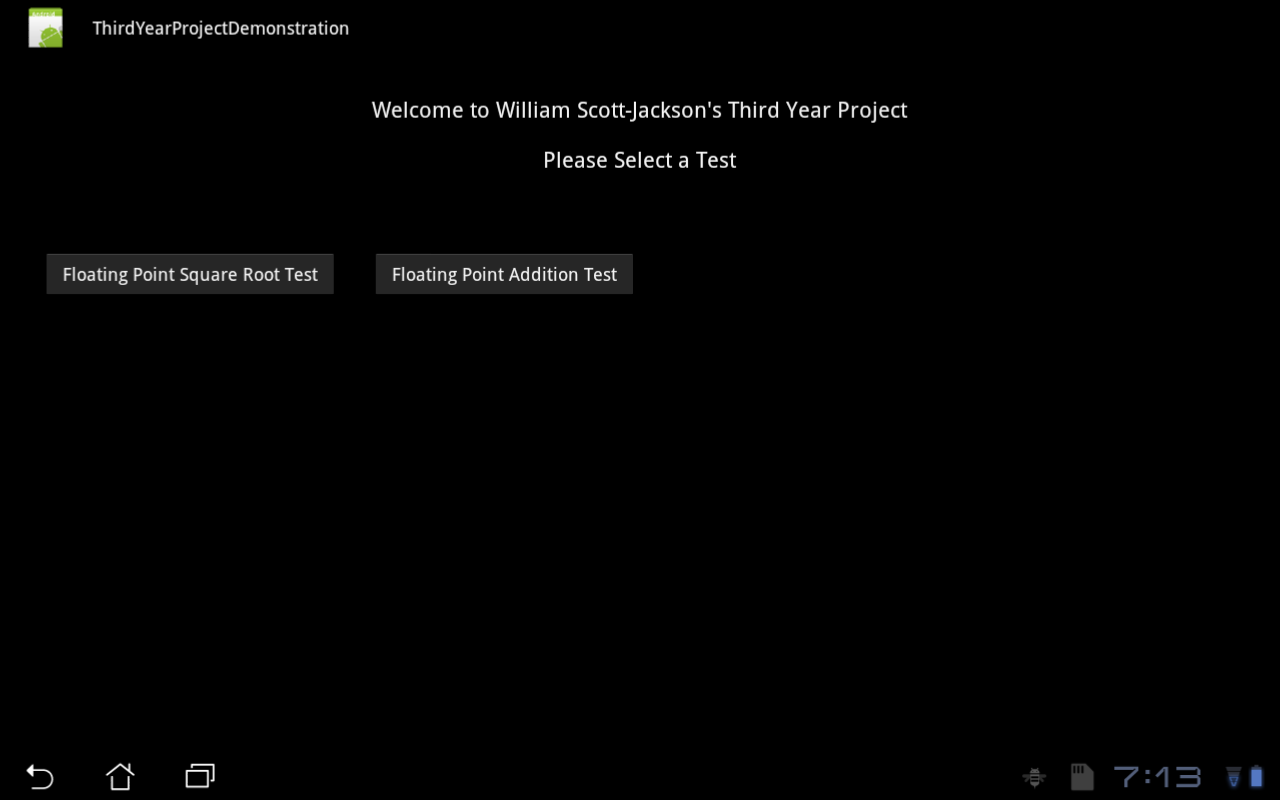 ThirdYearProjectDemonstration
Welcome to William Scott-Jackson's Third Year Project
Please Select a Test
Floating Point Square Root Test
Floating Point Addition Test
7:13